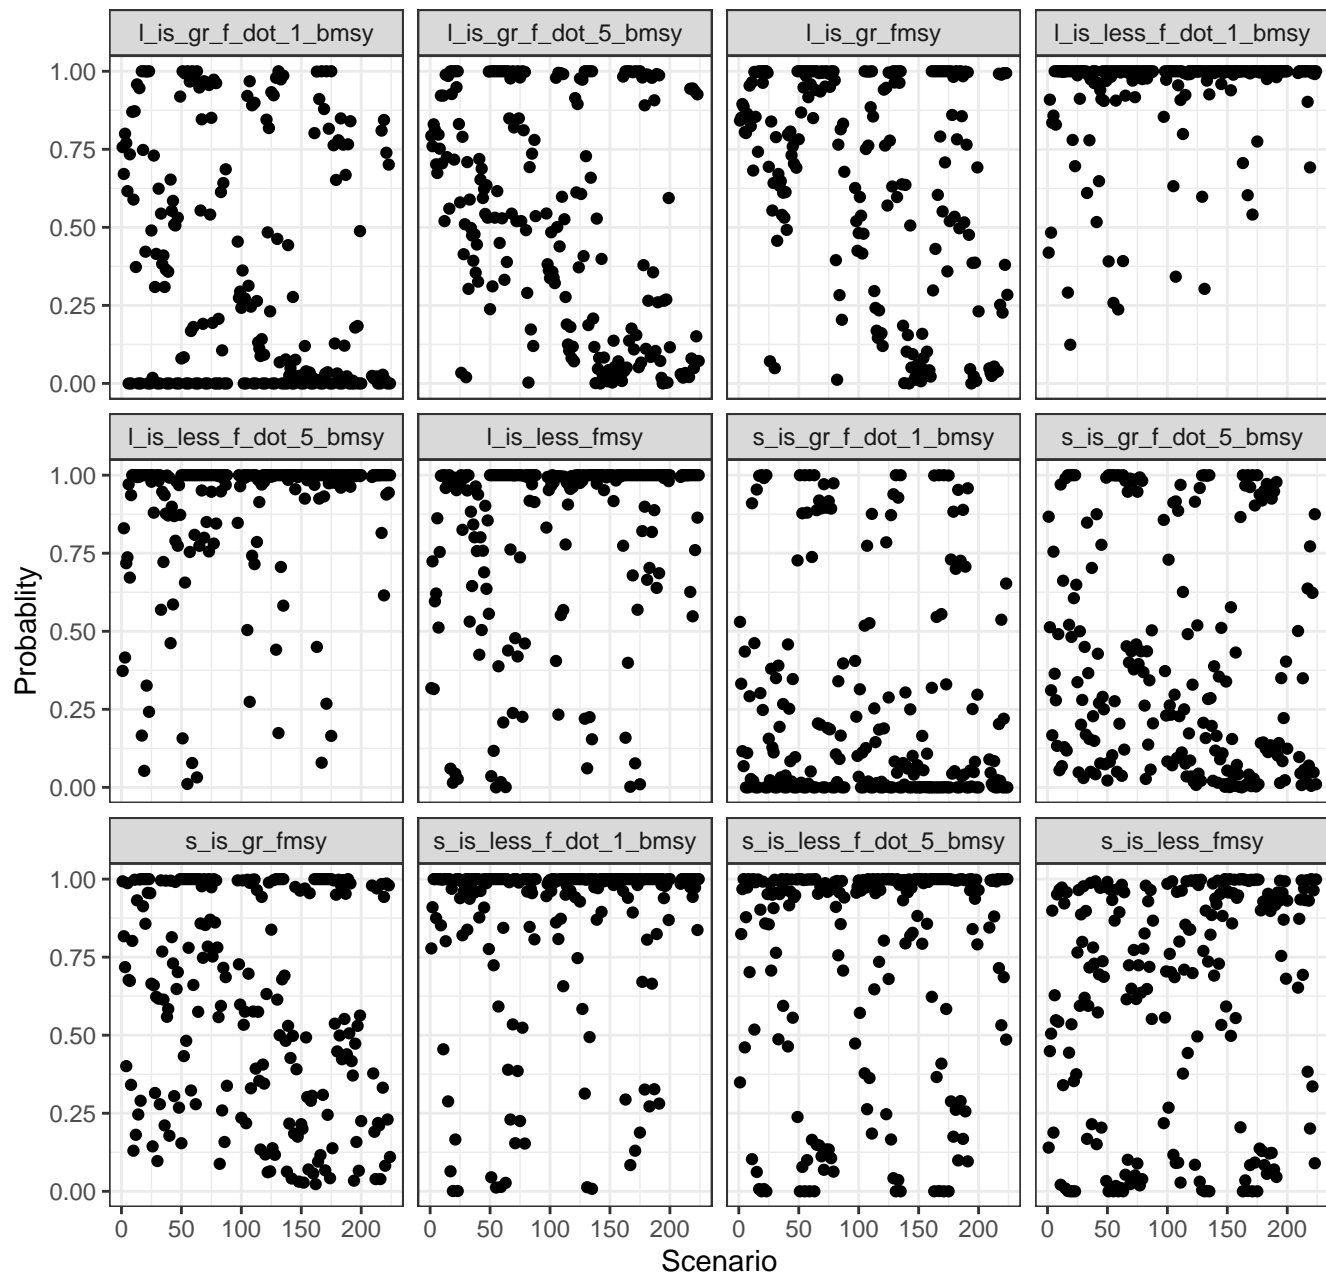 l_is_gr_f_dot_1_bmsy
l_is_gr_f_dot_5_bmsy
l_is_gr_fmsy
l_is_less_f_dot_1_bmsy
1.00
0.75
0.50
0.25
0.00
l_is_less_f_dot_5_bmsy
l_is_less_fmsy
s_is_gr_f_dot_1_bmsy
s_is_gr_f_dot_5_bmsy
1.00
0.75
0.50
0.25
0.00
Probablity
s_is_gr_fmsy
s_is_less_f_dot_1_bmsy
s_is_less_f_dot_5_bmsy
s_is_less_fmsy
1.00
0.75
0.50
0.25
0.00
0 50 100 150 200
0 50 100 150 200
0 50 100 150 200
0 50 100 150 200
Scenario